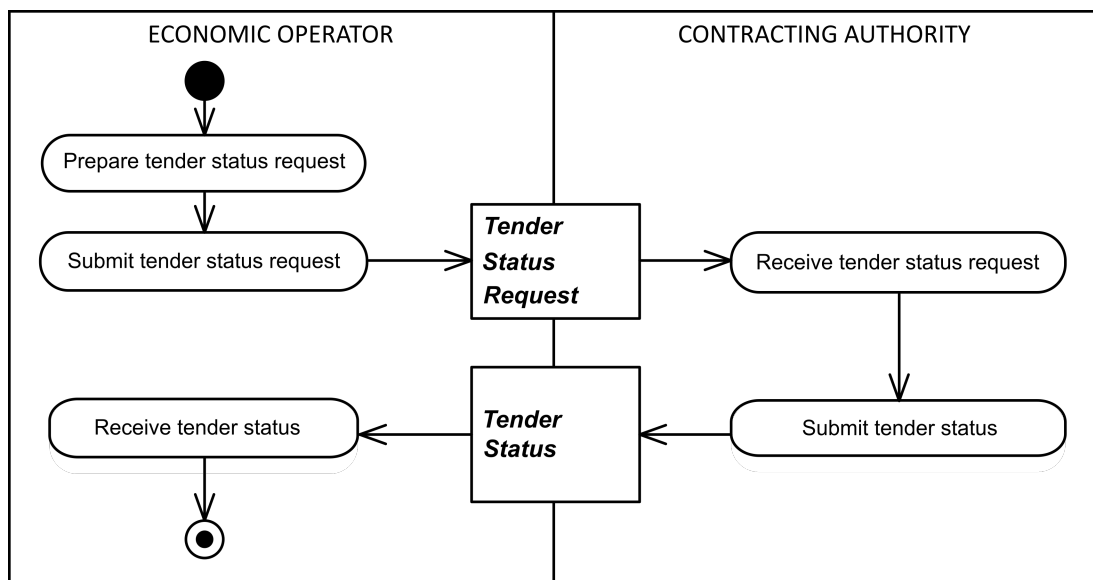 ECONOMIC OPERATOR
CONTRACTING AUTHORITY
Prepare tender status request
Submit tender status request
Tender
Status
Request
Receive tender status request
Receive tender status
Tender
Status
Submit tender status